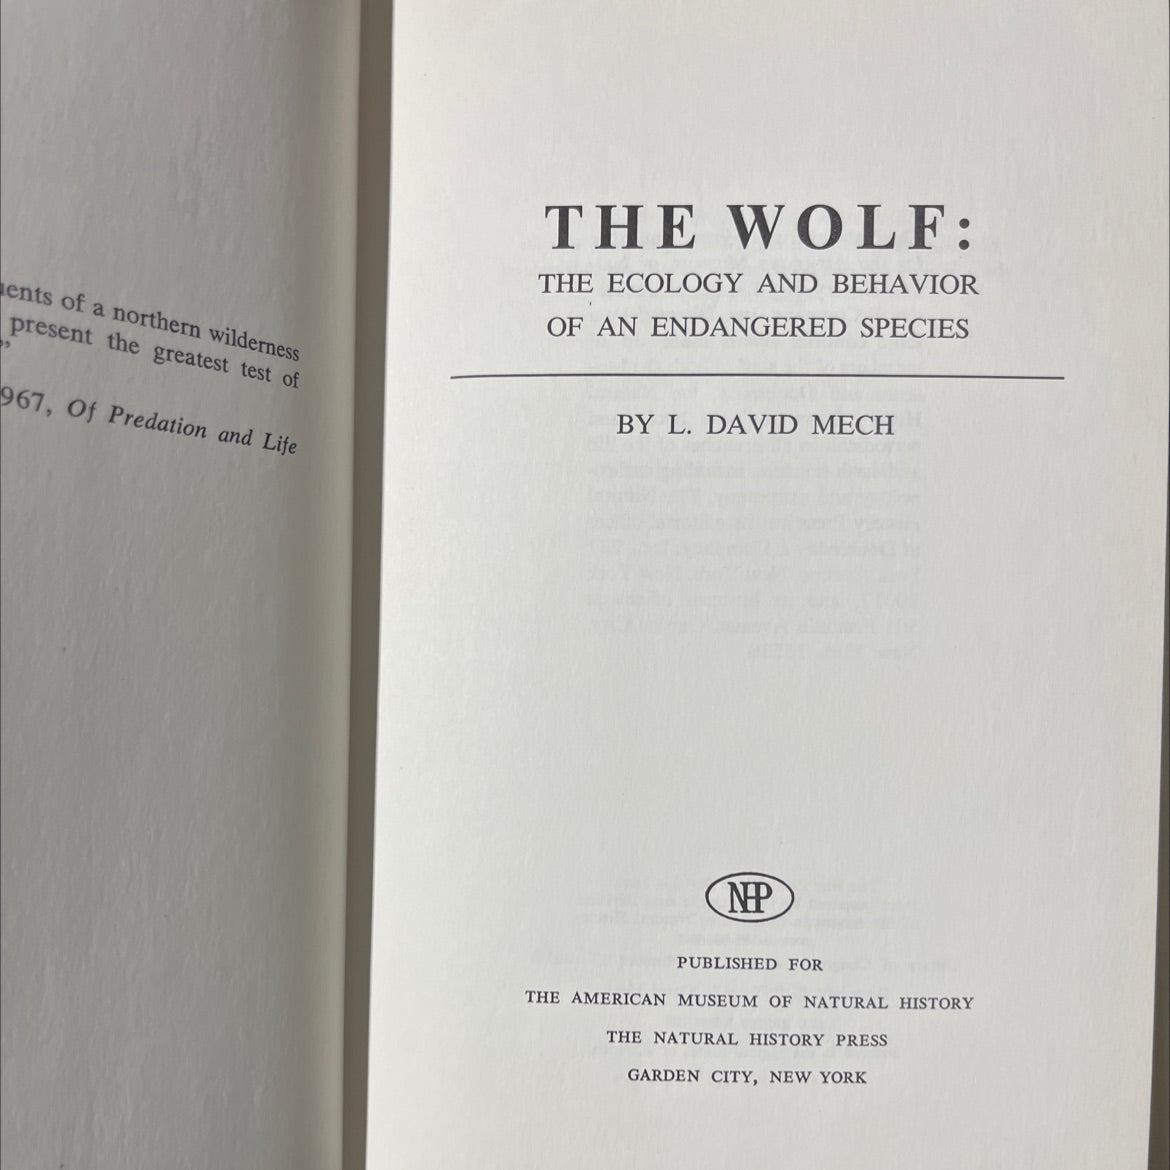 of a northern wilderness
present the greatest test of
”
967, Of Predation and Life
THE WOLF:
THE ECOLOGY AND BEHAVIOR
OF AN ENDANGERED SPECIES
BY L. DAVID MECH
NHP
PUBLISHED FOR
THE AMERICAN MUSEUM OF NATURAL HISTORY
THE NATURAL HISTORY PRESS
GARDEN CITY, NEW YORK